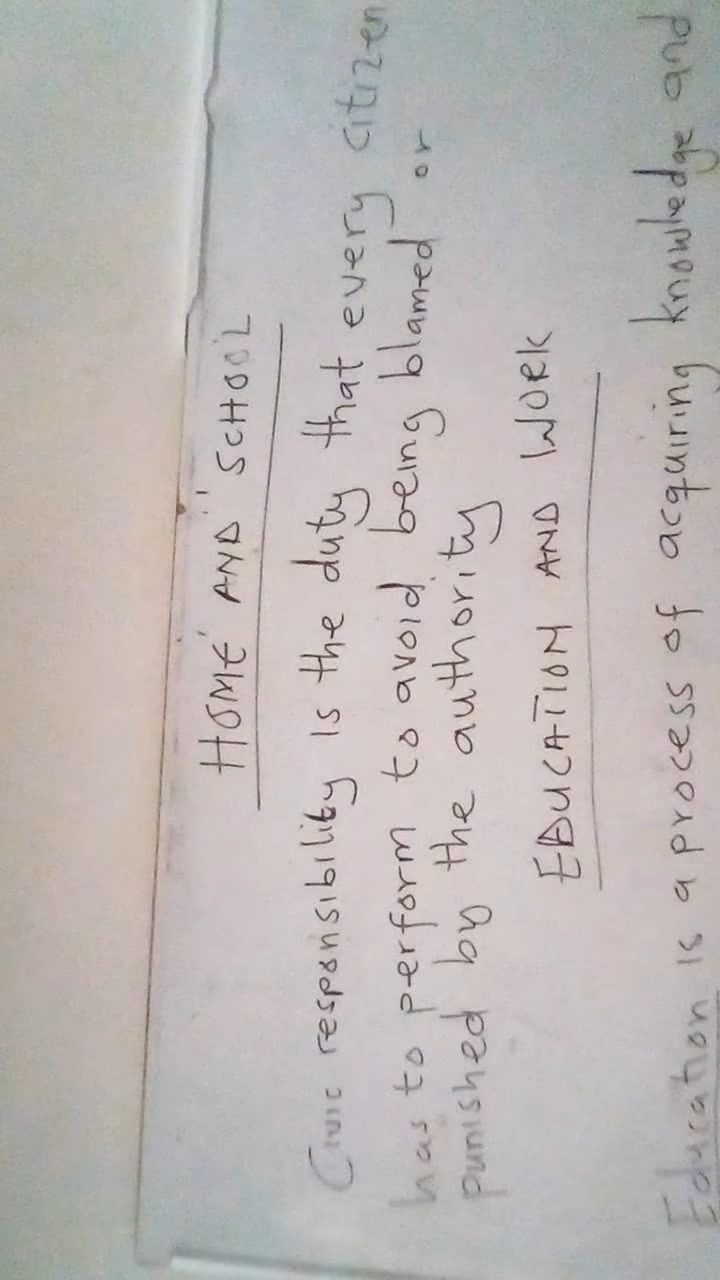 HOME AND SCHOOL
Civic responsibility is the duty that every citizen
has to perform to avoid being blamed or
punished by the authority
EDUCATION AND WORK
Education is a process of acquiring knowledge and